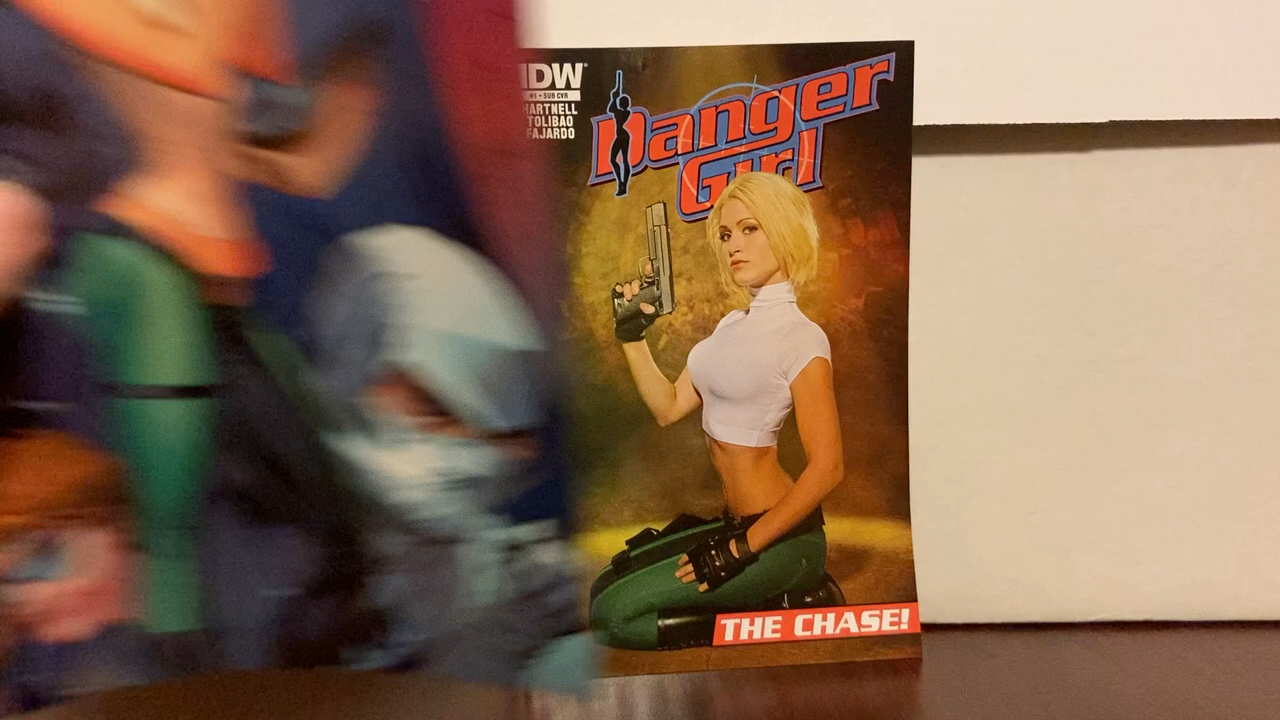 IDW
#1 • SUB CVR
HARTNELL
TOLIBAO
FAJARDO
Danger
Girl
THE CHASE!